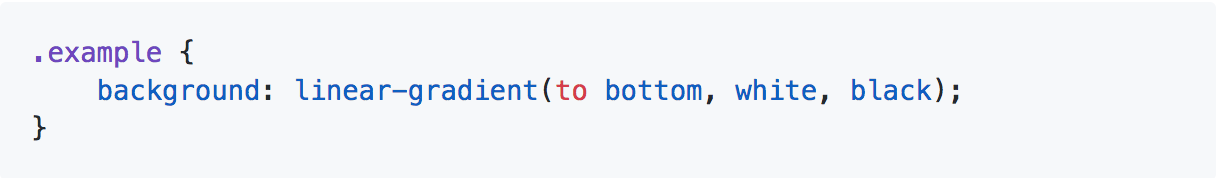 .example {
    background: linear-gradient(to bottom, white, black);
}